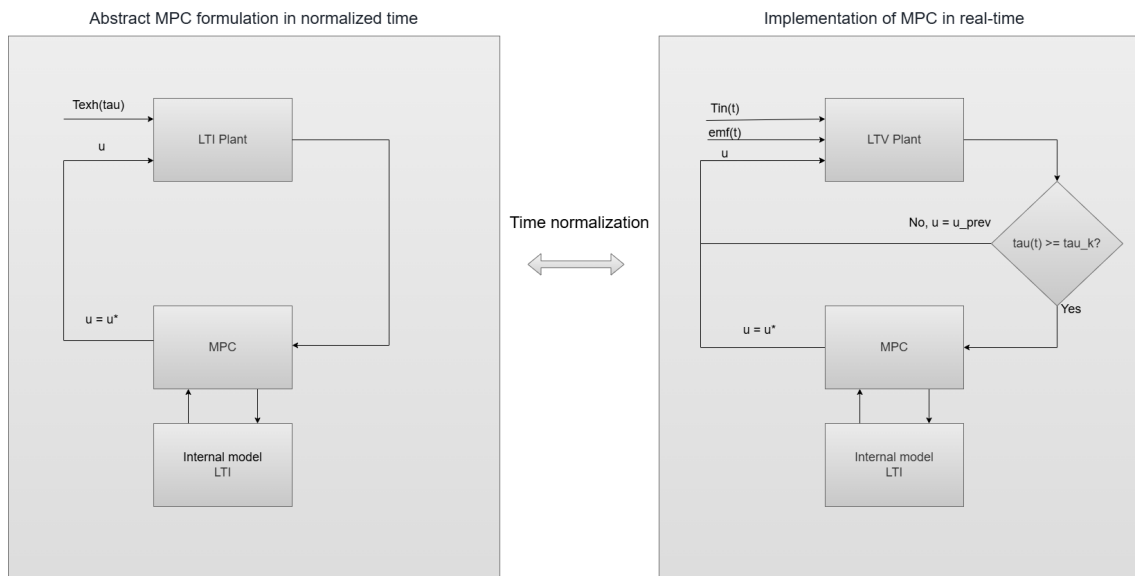 Abstract MPC formulation in normalized time
Texh(tau)
LTI Plant
u
u = u*
MPC
Internal model
LTI
Time normalization
Implementation of MPC in real-time
Tin(t)
emf(t)
u
LTV Plant
No, u = u_prev
tau(t) >= tau_k?
Yes
u = u*
MPC
Internal model
LTI